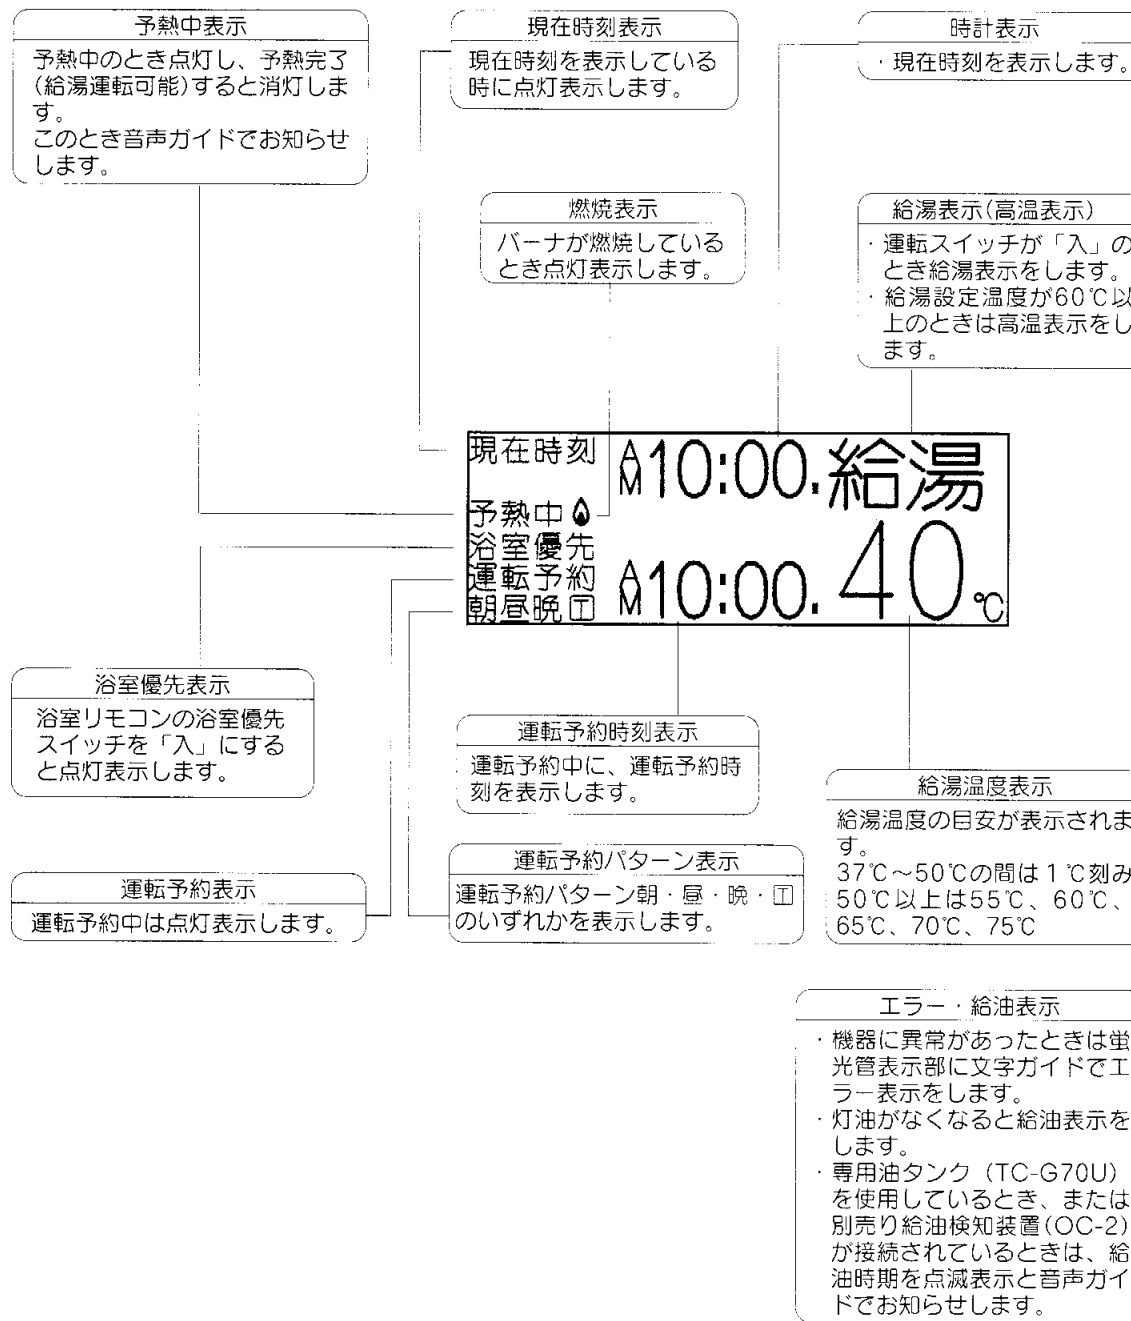 予熱中表示
予熱中のとき点灯し、予熱完了
(給湯運転可能)すると消灯しま
す。
このとき音声ガイドでお知らせ
します。
現在時刻表示
現在時刻を表示している
時に点灯表示します。
時計表示
・現在時刻を表示します。
燃焼表示
バーナが燃焼している
とき点灯表示します。
給湯表示(高温表示)
・運転スイッチが「入」の
とき給湯表示をします。
・給湯設定温度が60℃以
上のときは高温表示をし
ます。
現在時刻 AM10:00. 給湯
予熱中
浴室優先
運転予約
朝昼晩工 AM10:00. 40℃
浴室優先表示
浴室リモコンの浴室優先
スイッチを「入」にする
と点灯表示します。
運転予約時刻表示
運転予約中に、運転予約時
刻を表示します。
給湯温度表示
給湯温度の目安が表示されま
す。
37℃～50℃の間は1℃刻み
50℃以上は55℃、60℃、
65℃、70℃、75℃
運転予約表示
運転予約中は点灯表示します。
運転予約パターン表示
運転予約パターン朝・昼・晩・工
のいずれかを表示します。
エラー・給油表示
・機器に異常があったときは蛍
光管表示部に文字ガイドでエ
ラー表示をします。
・灯油がなくなると給油表示を
します。
・専用油タンク（TC-G70U）
を使用しているとき、または
別売り給油検知装置(OC-2)
が接続されているときは、給
油時期を点滅表示と音声ガイ
ドでお知らせします。